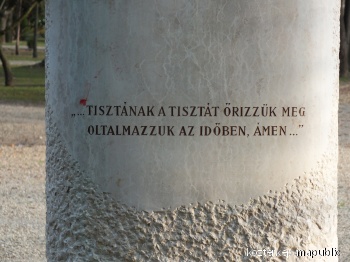 „...TISZTÁNAK A TISZTÁT ŐRIZZÜK MEG
OLTALMAZZUK AZ IDŐBEN, ÁMEN..."